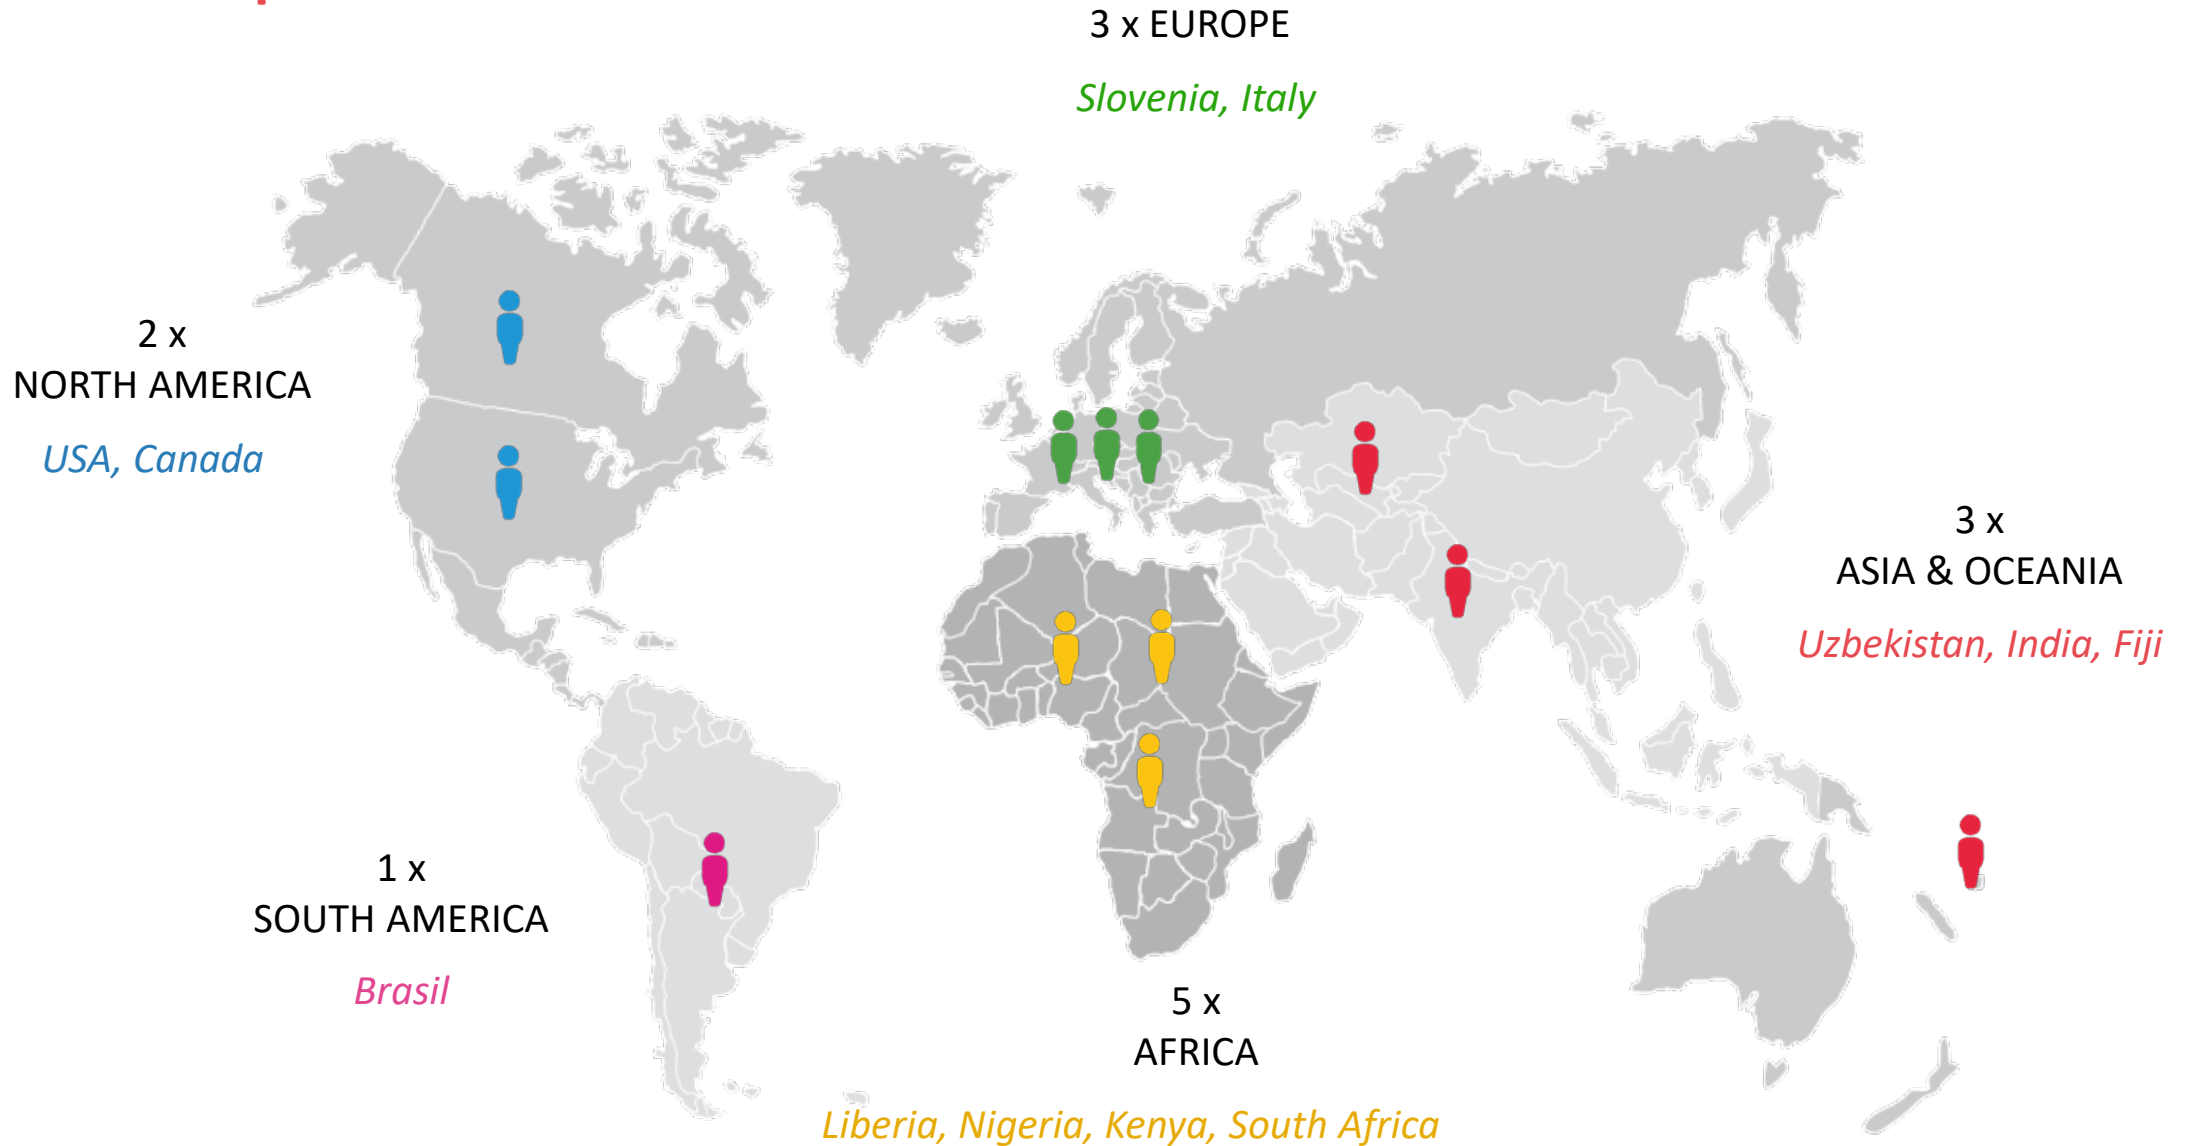 3 x EUROPE
Slovenia, Italy
2 x
NORTH AMERICA
USA, Canada
3 x
ASIA & OCEANIA
Uzbekistan, India, Fiji
1 x
SOUTH AMERICA
Brasil
5 x
AFRICA
Liberia, Nigeria, Kenya, South Africa